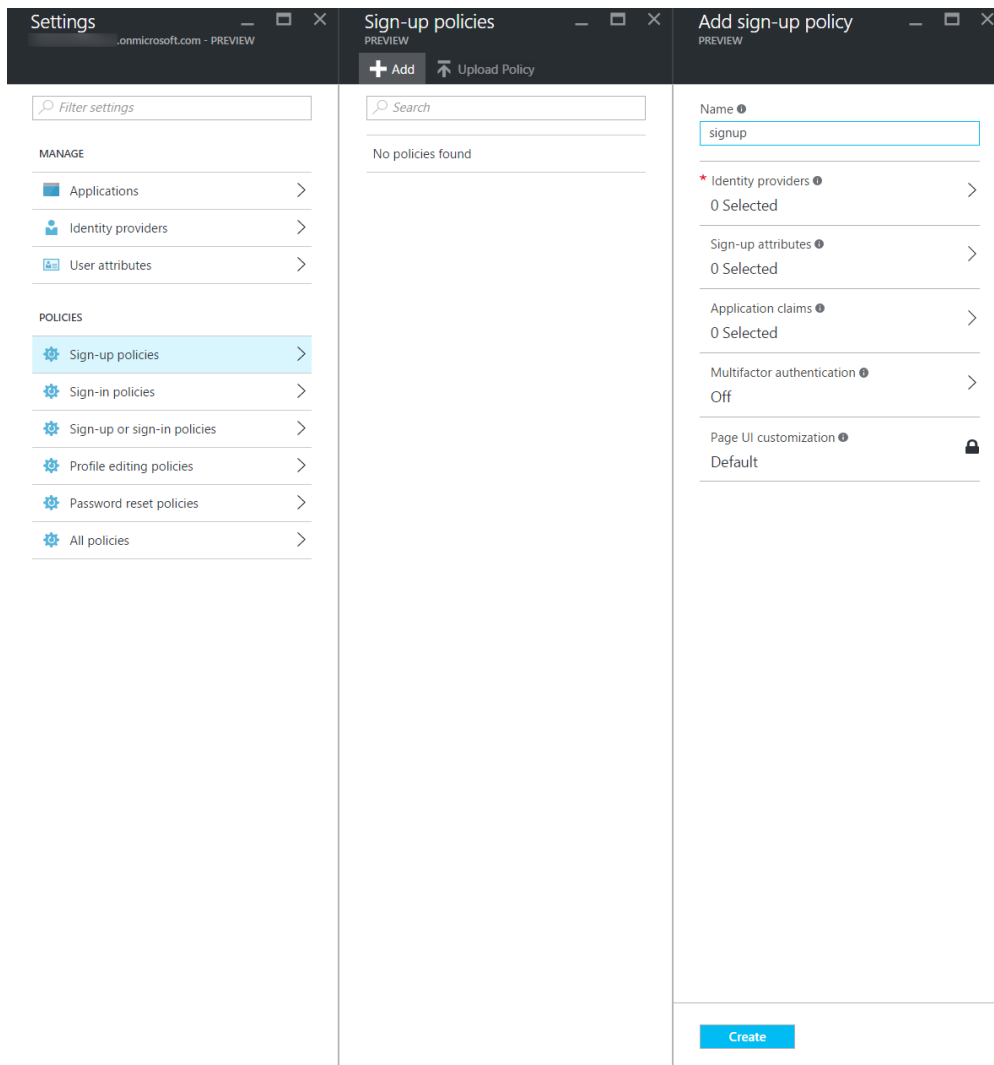 Settings
.onmicrosoft.com - PREVIEW
Filter settings
MANAGE
Applications
Identity providers
User attributes
POLICIES
Sign-up policies
Sign-in policies
Sign-up or sign-in policies
Profile editing policies
Password reset policies
All policies
Sign-up policies
PREVIEW
Add
Upload Policy
Search
No policies found
Add sign-up policy
PREVIEW
Name
signup
* Identity providers
0 Selected
Sign-up attributes
0 Selected
Application claims
0 Selected
Multifactor authentication
Off
Page UI customization
Default
Create